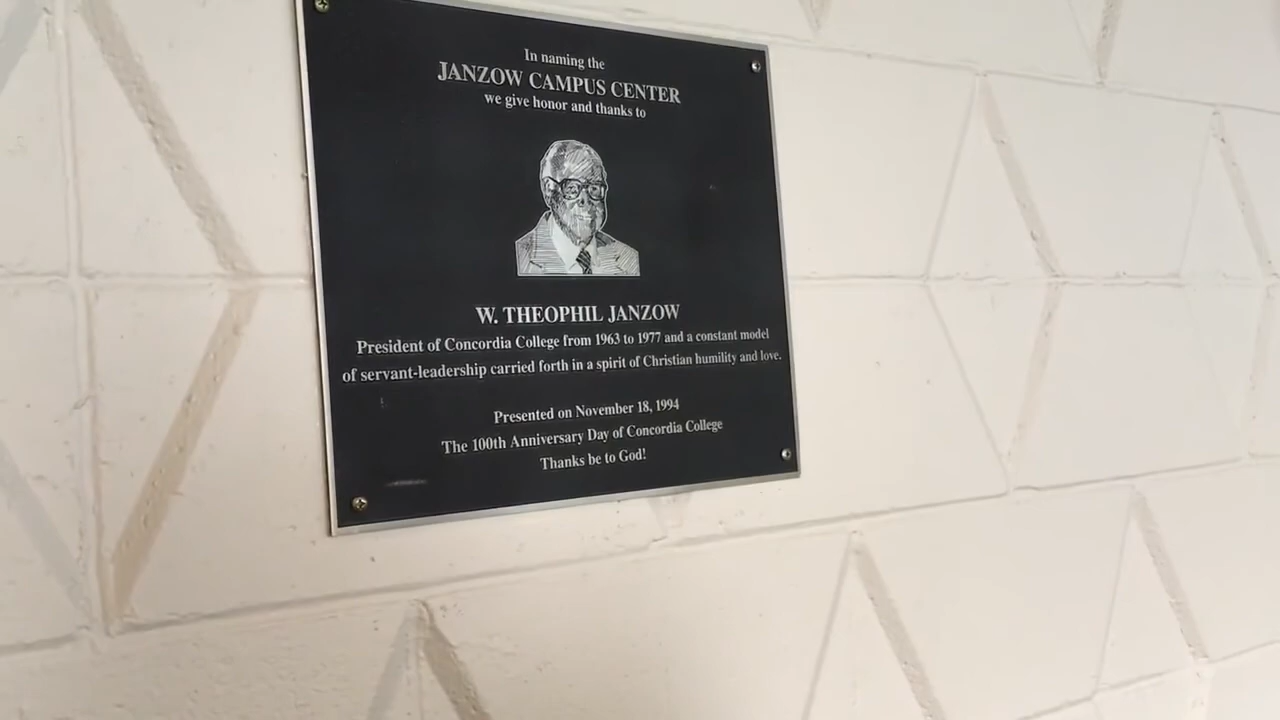 In naming the
JANZOW CAMPUS CENTER
we give honor and thanks to
W. THEOPHIL JANZOW
President of Concordia College from 1963 to 1977 and a constant model
of servant-leadership carried forth in a spirit of Christian humility and love.
Presented on November 18, 1994
The 100th Anniversary Day of Concordia College
Thanks be to God!